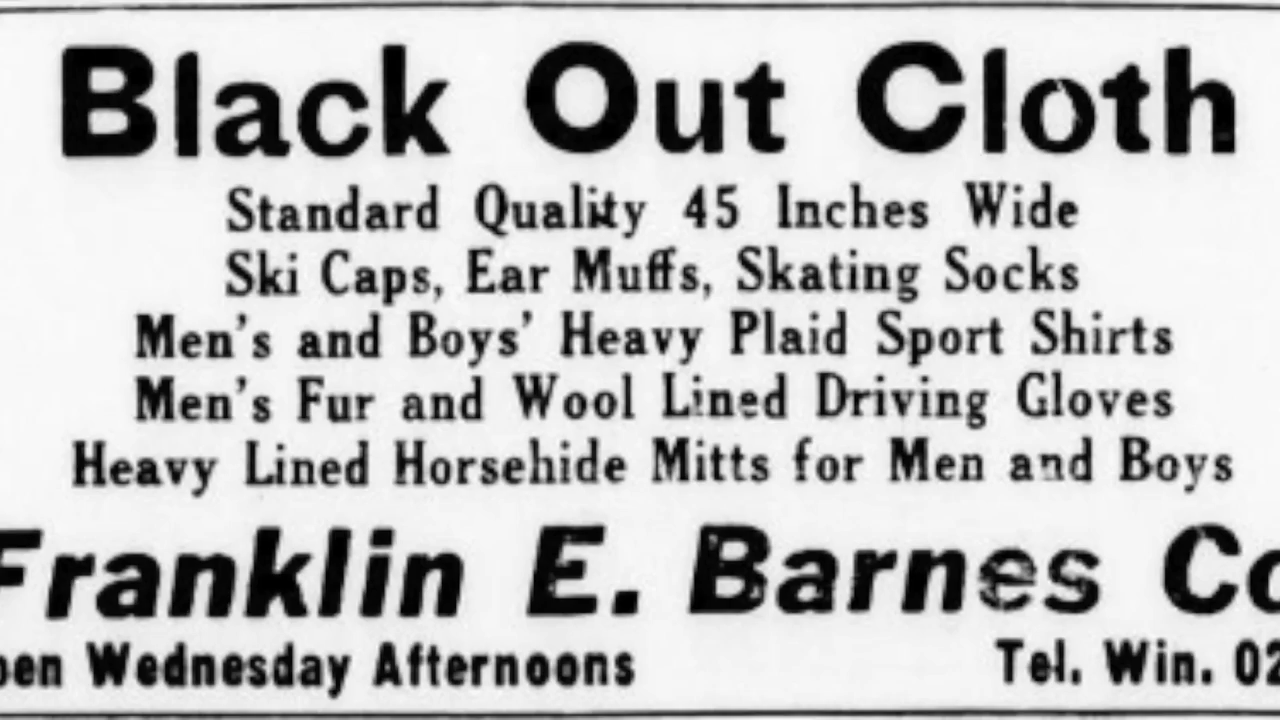 Black Out Cloth
Standard Quality 45 Inches Wide
Ski Caps, Ear Muffs, Skating Socks
Men's and Boys' Heavy Plaid Sport Shirts
Men's Fur and Wool Lined Driving Gloves
Heavy Lined Horsehide Mitts for Men and Boys
Franklin E. Barnes Co
pen Wednesday Afternoons Tel. Win. 02